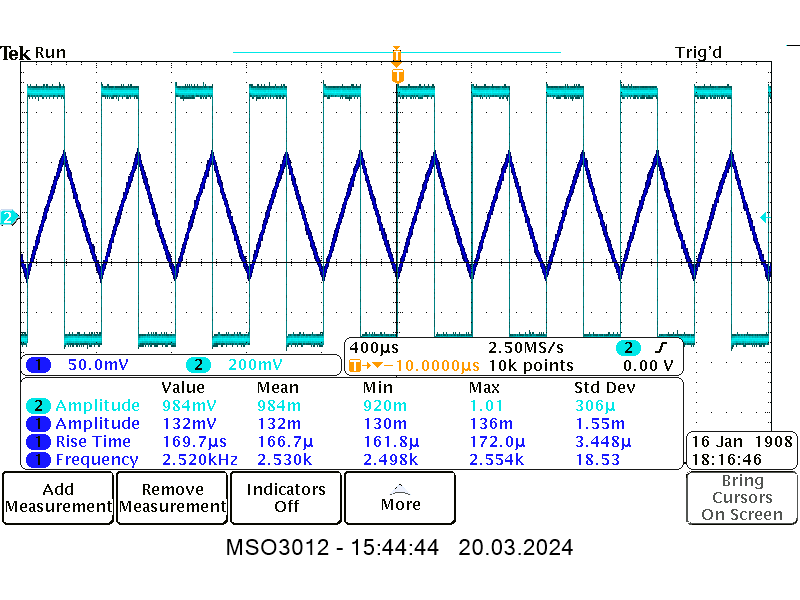 Tek Run Trig'd
T
T
2
1 50.0mV 2 200mV
400µs 2.50MS/s 2 ∫
T→▼−10.0000µs 10k points 0.00 V
Value Mean Min Max Std Dev
2 Amplitude 984mV 984m 920m 1.01 306µ
1 Amplitude 132mV 132m 130m 136m 1.55m
1 Rise Time 169.7µs 166.7µ 161.8µ 172.0µ 3.448µ
1 Frequency 2.520kHz 2.530k 2.498k 2.554k 18.53
16 Jan 1908
18:16:46
Add
Measurement
Remove
Measurement
Indicators
Off
More
Bring
Cursors
On Screen
MSO3012 - 15:44:44 20.03.2024